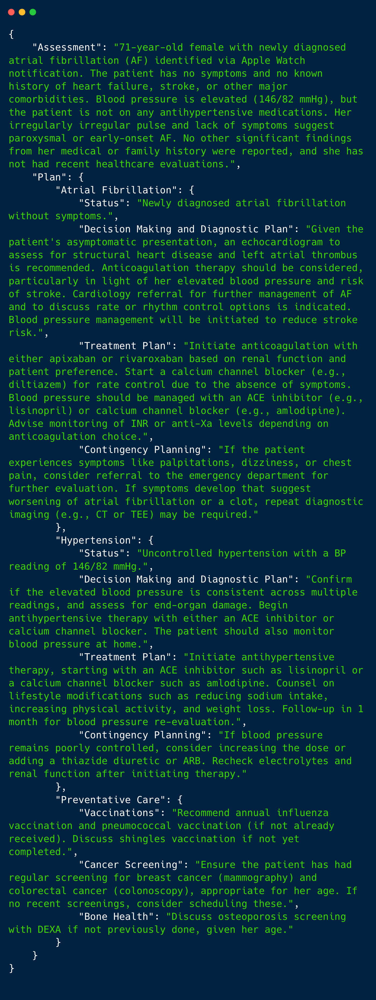 {
    "Assessment": "71-year-old female with newly diagnosed
atrial fibrillation (AF) identified via Apple Watch
notification. The patient has no symptoms and no known
history of heart failure, stroke, or other major
comorbidities. Blood pressure is elevated (146/82 mmHg), but
the patient is not on any antihypertensive medications. Her
irregularly irregular pulse and lack of symptoms suggest
paroxysmal or early-onset AF. No other significant findings
from her medical or family history were reported, and she has
not had recent healthcare evaluations.",
    "Plan": {
        "Atrial Fibrillation": {
            "Status": "Newly diagnosed atrial fibrillation
without symptoms.",
            "Decision Making and Diagnostic Plan": "Given the
patient's asymptomatic presentation, an echocardiogram to
assess for structural heart disease and left atrial thrombus
is recommended. Anticoagulation therapy should be considered,
particularly in light of her elevated blood pressure and risk
of stroke. Cardiology referral for further management of AF
and to discuss rate or rhythm control options is indicated.
Blood pressure management will be initiated to reduce stroke
risk.",
            "Treatment Plan": "Initiate anticoagulation with
either apixaban or rivaroxaban based on renal function and
patient preference. Start a calcium channel blocker (e.g.,
diltiazem) for rate control due to the absence of symptoms.
Blood pressure should be managed with an ACE inhibitor (e.g.,
lisinopril) or calcium channel blocker (e.g., amlodipine).
Advise monitoring of INR or anti-Xa levels depending on
anticoagulation choice.",
            "Contingency Planning": "If the patient
experiences symptoms like palpitations, dizziness, or chest
pain, consider referral to the emergency department for
further evaluation. If symptoms develop that suggest
worsening of atrial fibrillation or a clot, repeat diagnostic
imaging (e.g., CT or TEE) may be required."
        },
        "Hypertension": {
            "Status": "Uncontrolled hypertension with a BP
reading of 146/82 mmHg.",
            "Decision Making and Diagnostic Plan": "Confirm
if the elevated blood pressure is consistent across multiple
readings, and assess for end-organ damage. Begin
antihypertensive therapy with either an ACE inhibitor or
calcium channel blocker. The patient should also monitor
blood pressure at home.",
            "Treatment Plan": "Initiate antihypertensive
therapy, starting with an ACE inhibitor such as lisinopril or
a calcium channel blocker such as amlodipine. Counsel on
lifestyle modifications such as reducing sodium intake,
increasing physical activity, and weight loss. Follow-up in 1
month for blood pressure re-evaluation.",
            "Contingency Planning": "If blood pressure
remains poorly controlled, consider increasing the dose or
adding a thiazide diuretic or ARB. Recheck electrolytes and
renal function after initiating therapy."
        },
        "Preventative Care": {
            "Vaccinations": "Recommend annual influenza
vaccination and pneumococcal vaccination (if not already
received). Discuss shingles vaccination if not yet
completed.",
            "Cancer Screening": "Ensure the patient has had
regular screening for breast cancer (mammography) and
colorectal cancer (colonoscopy), appropriate for her age. If
no recent screenings, consider scheduling these.",
            "Bone Health": "Discuss osteoporosis screening
with DEXA if not previously done, given her age."
        }
    }
}